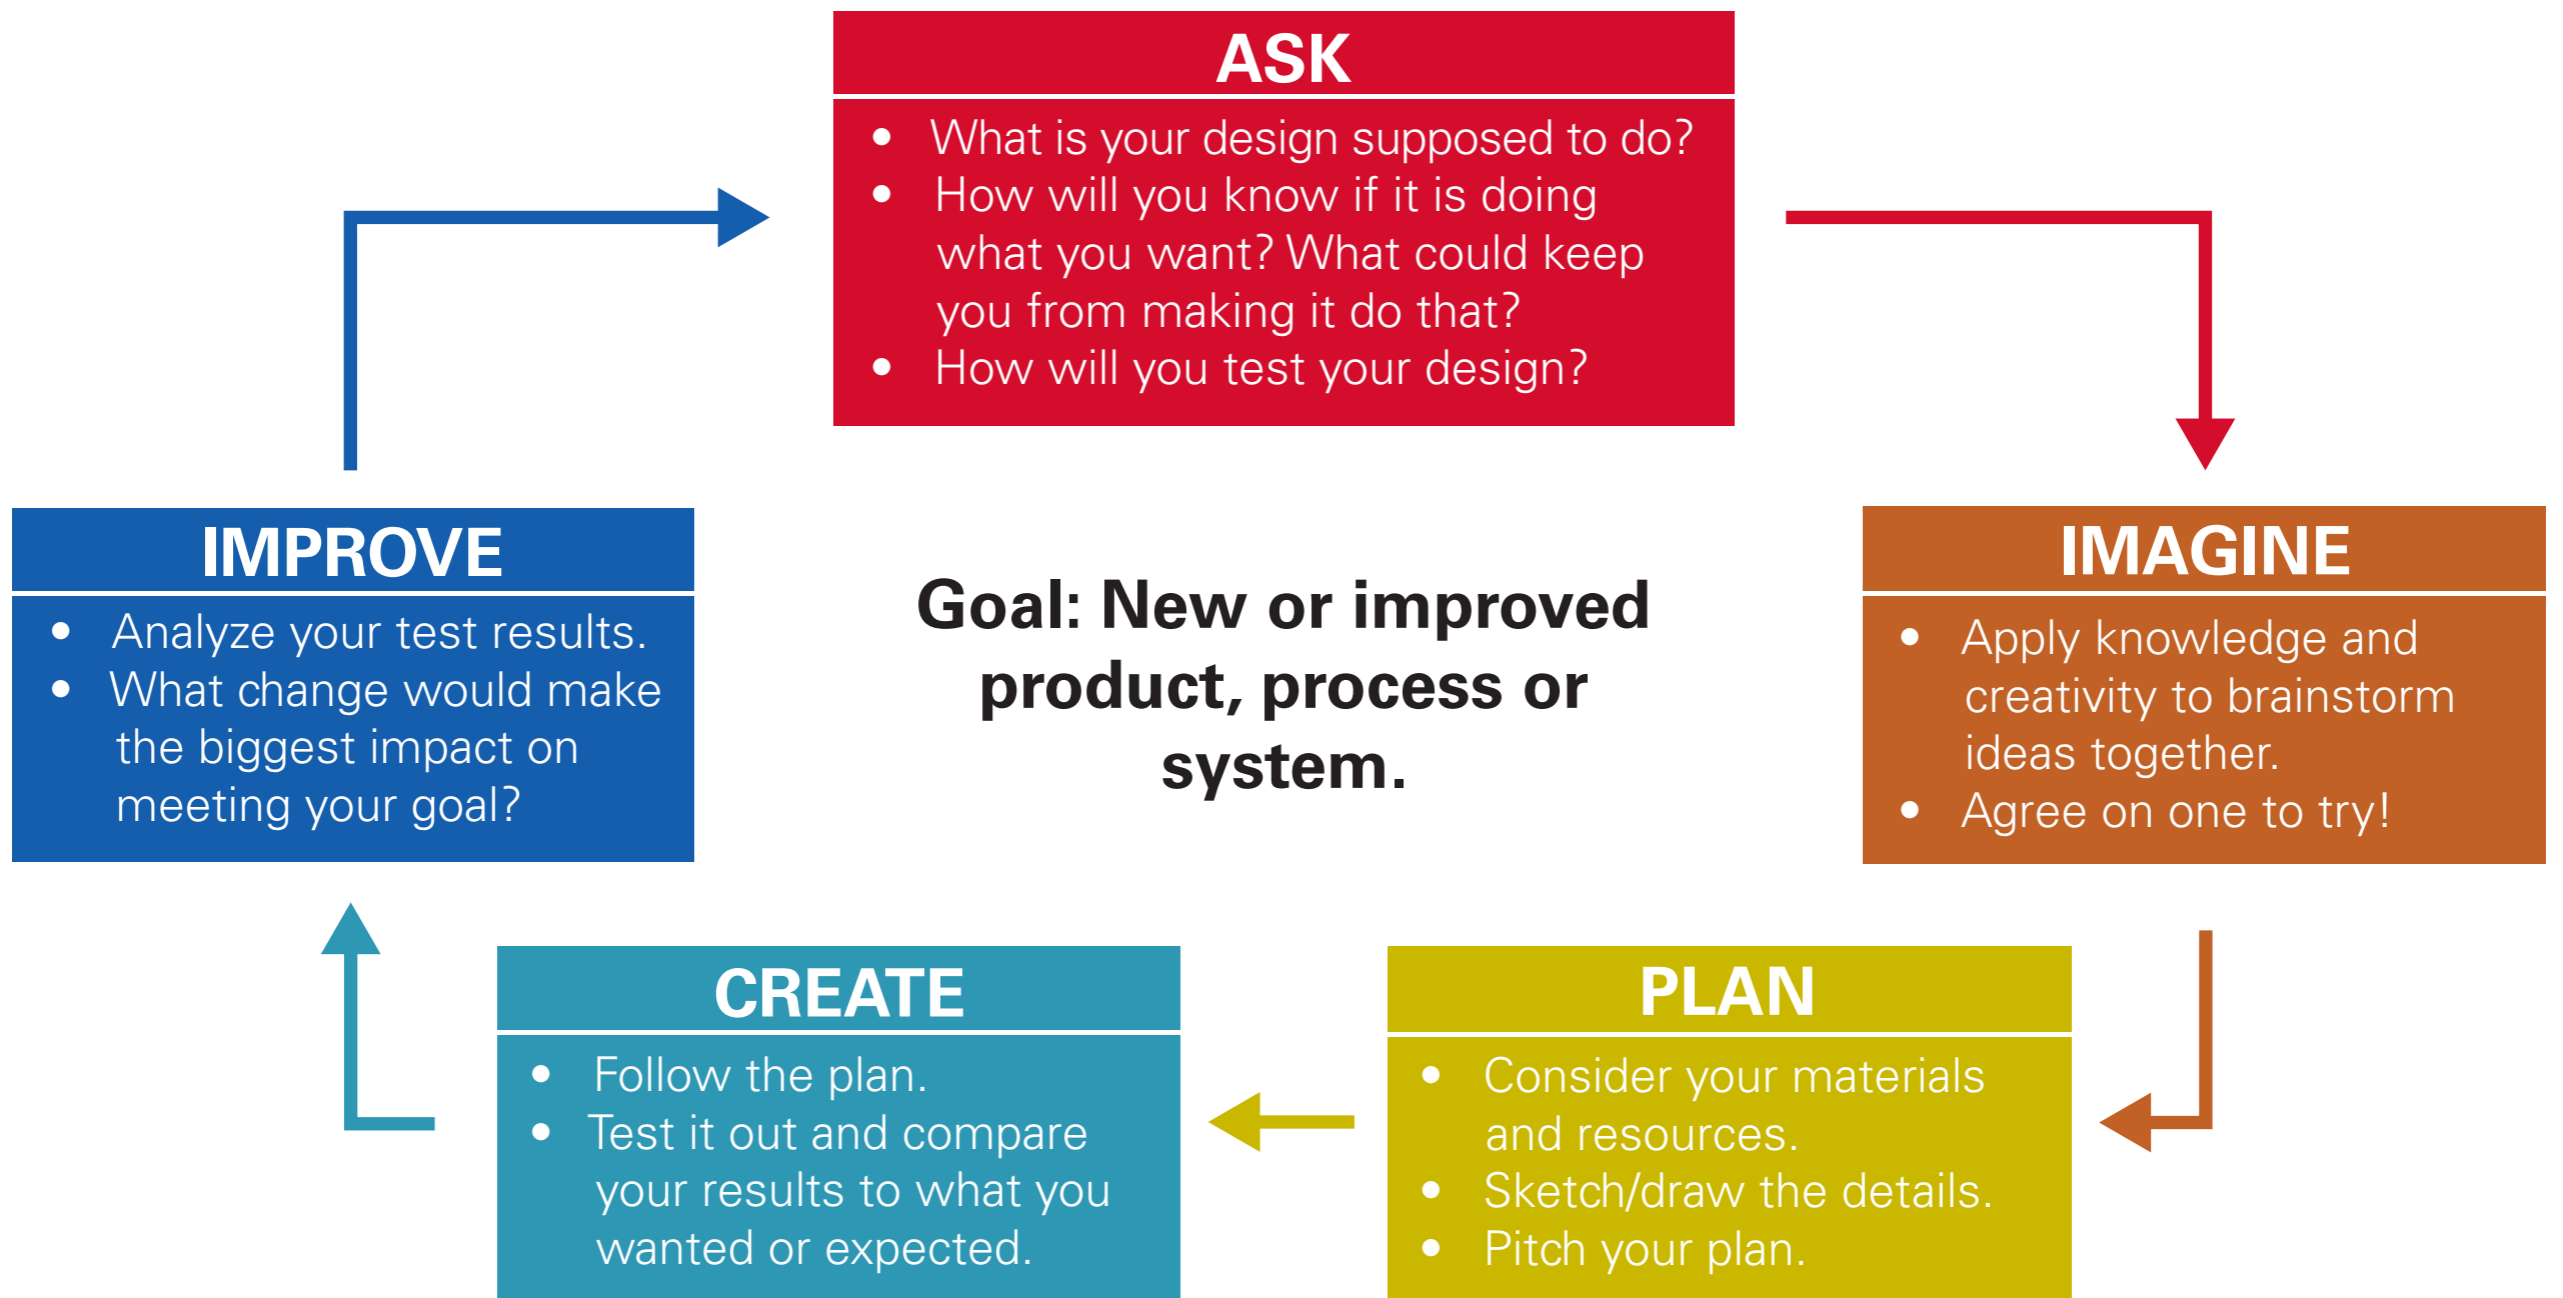 ASK
• What is your design supposed to do?
• How will you know if it is doing
what you want? What could keep
you from making it do that?
• How will you test your design?
IMAGINE
• Apply knowledge and
creativity to brainstorm
ideas together.
• Agree on one to try!
PLAN
• Consider your materials
and resources.
• Sketch/draw the details.
• Pitch your plan.
CREATE
• Follow the plan.
• Test it out and compare
your results to what you
wanted or expected.
IMPROVE
• Analyze your test results.
• What change would make
the biggest impact on
meeting your goal?
Goal: New or improved
product, process or
system.